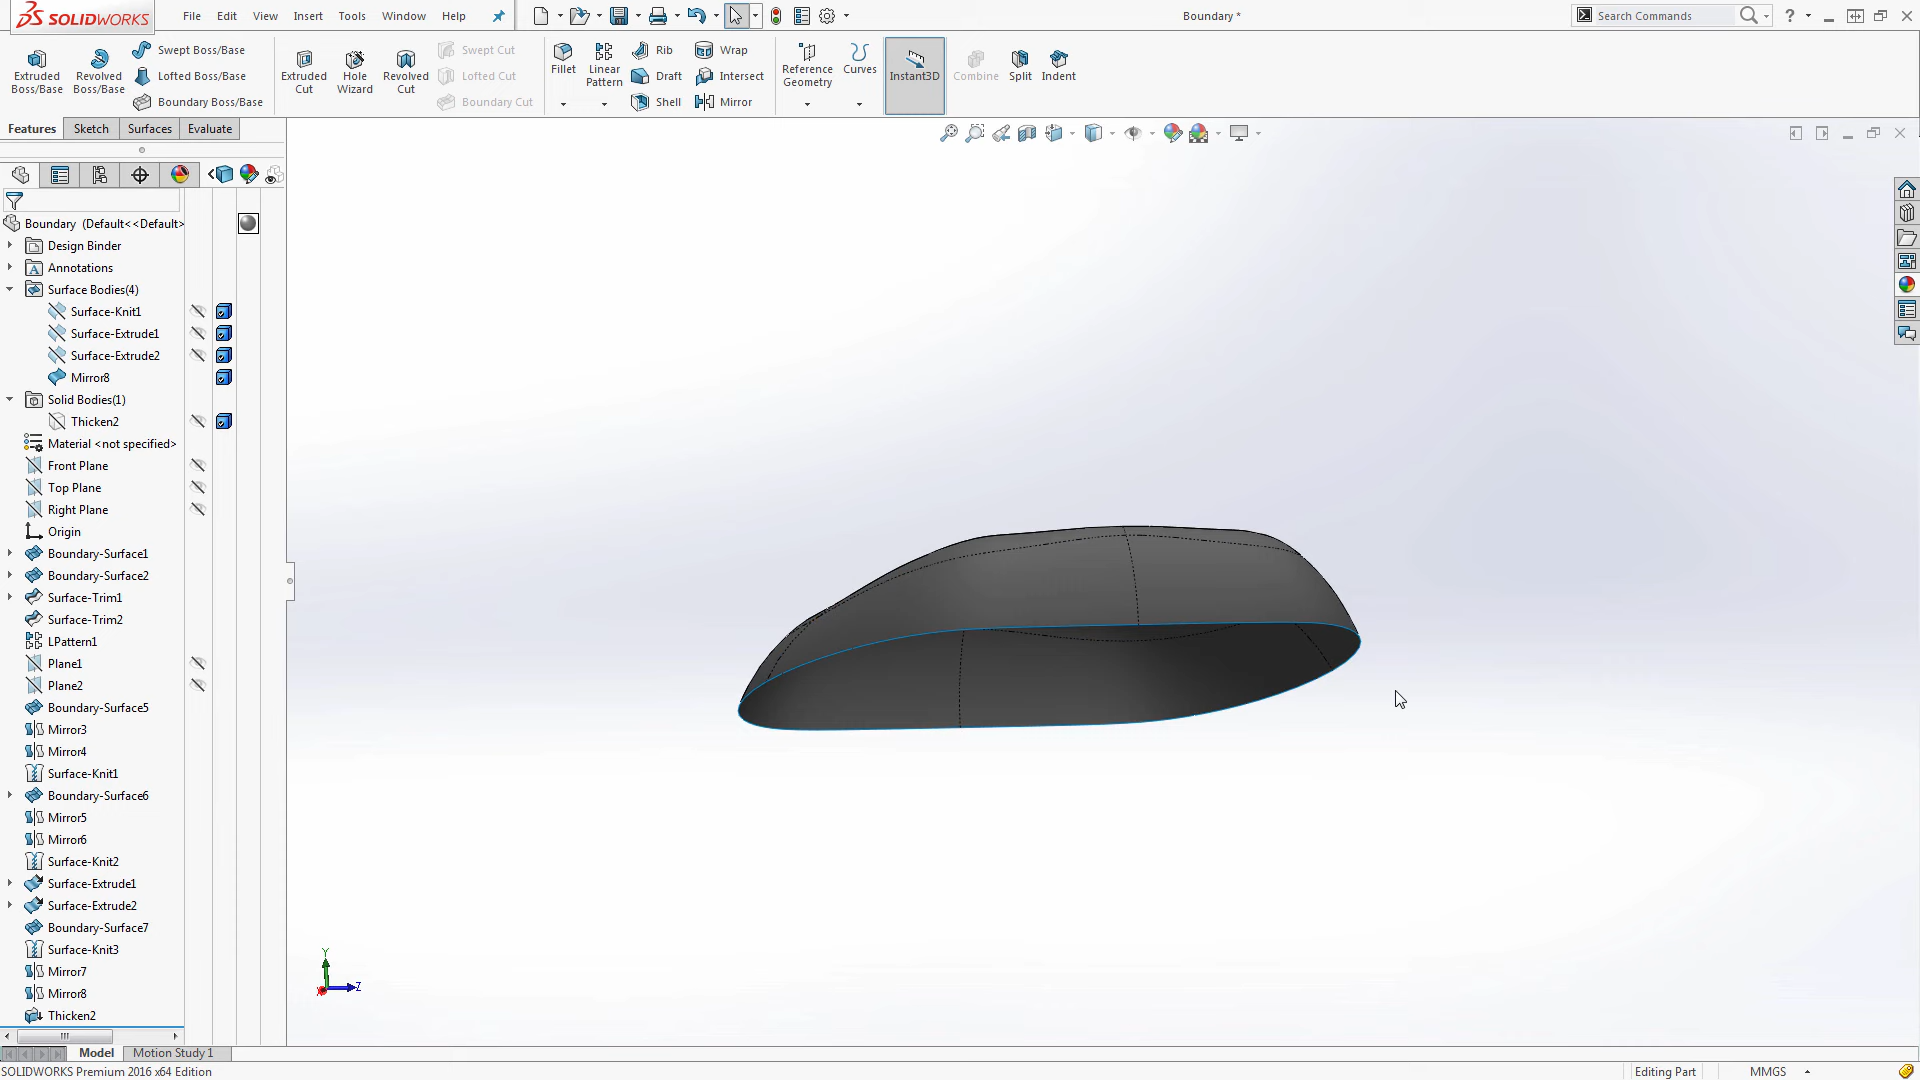 SOLIDWORKS
File Edit View Insert Tools Window Help
Boundary *
Search Commands
Extruded Boss/Base
Revolved Boss/Base
Swept Boss/Base
Lofted Boss/Base
Boundary Boss/Base
Extruded Cut
Hole Wizard
Revolved Cut
Swept Cut
Lofted Cut
Boundary Cut
Fillet
Linear Pattern
Rib
Draft
Shell
Wrap
Intersect
Mirror
Reference Geometry
Curves
Instant3D
Combine
Split
Indent
Features Sketch Surfaces Evaluate
Boundary (Default<<Default>
Design Binder
Annotations
Surface Bodies(4)
Surface-Knit1
Surface-Extrude1
Surface-Extrude2
Mirror8
Solid Bodies(1)
Thicken2
Material <not specified>
Front Plane
Top Plane
Right Plane
Origin
Boundary-Surface1
Boundary-Surface2
Surface-Trim1
Surface-Trim2
LPattern1
Plane1
Plane2
Boundary-Surface5
Mirror3
Mirror4
Surface-Knit1
Boundary-Surface6
Mirror5
Mirror6
Surface-Knit2
Surface-Extrude1
Surface-Extrude2
Boundary-Surface7
Surface-Knit3
Mirror7
Mirror8
Thicken2
Y
X
Z
Model Motion Study 1
SOLIDWORKS Premium 2016 x64 Edition
Editing Part
MMGS